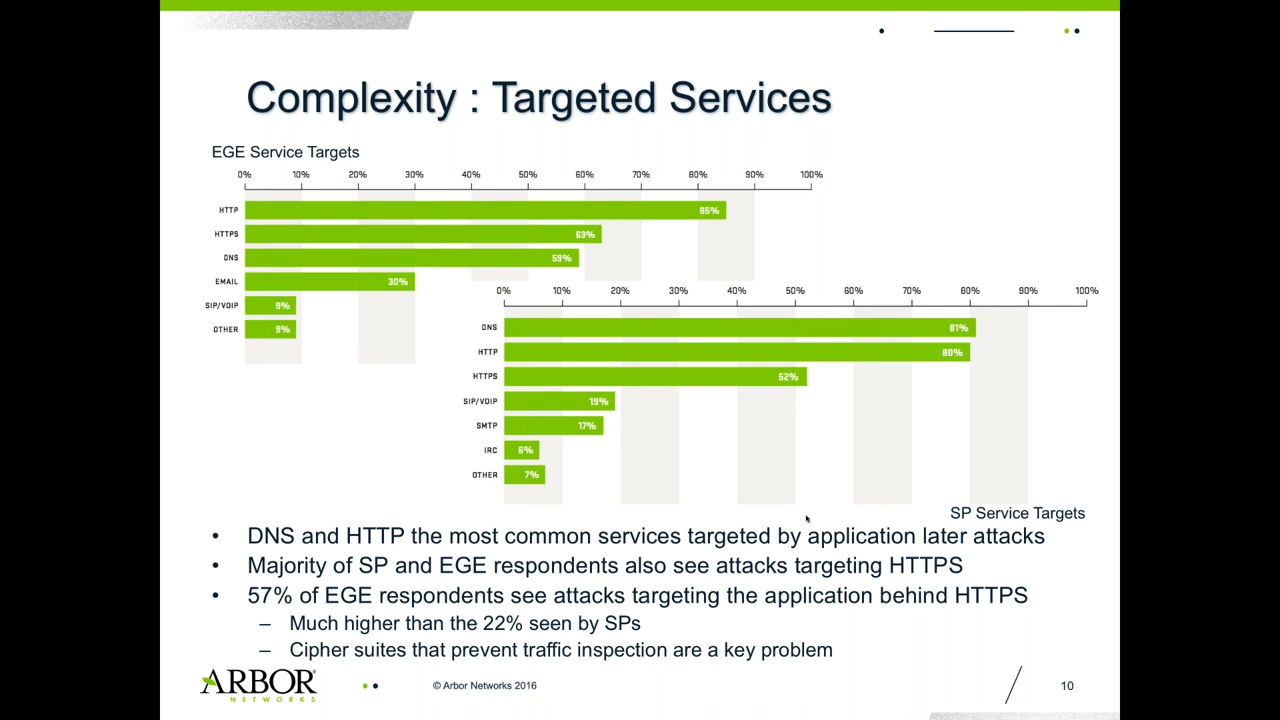 Complexity : Targeted Services
EGE Service Targets
0% 10% 20% 30% 40% 50% 60% 70% 80% 90% 100%
HTTP 85%
HTTPS 63%
DNS 59%
EMAIL 30%
SIP/VOIP 9%
OTHER 9%
0% 10% 20% 30% 40% 50% 60% 70% 80% 90% 100%
DNS 81%
HTTP 80%
HTTPS 52%
SIP/VOIP 19%
SMTP 17%
IRC 6%
OTHER 7%
SP Service Targets
• DNS and HTTP the most common services targeted by application later attacks
• Majority of SP and EGE respondents also see attacks targeting HTTPS
• 57% of EGE respondents see attacks targeting the application behind HTTPS
– Much higher than the 22% seen by SPs
– Cipher suites that prevent traffic inspection are a key problem
ARBOR®
NETWORKS
© Arbor Networks 2016
10